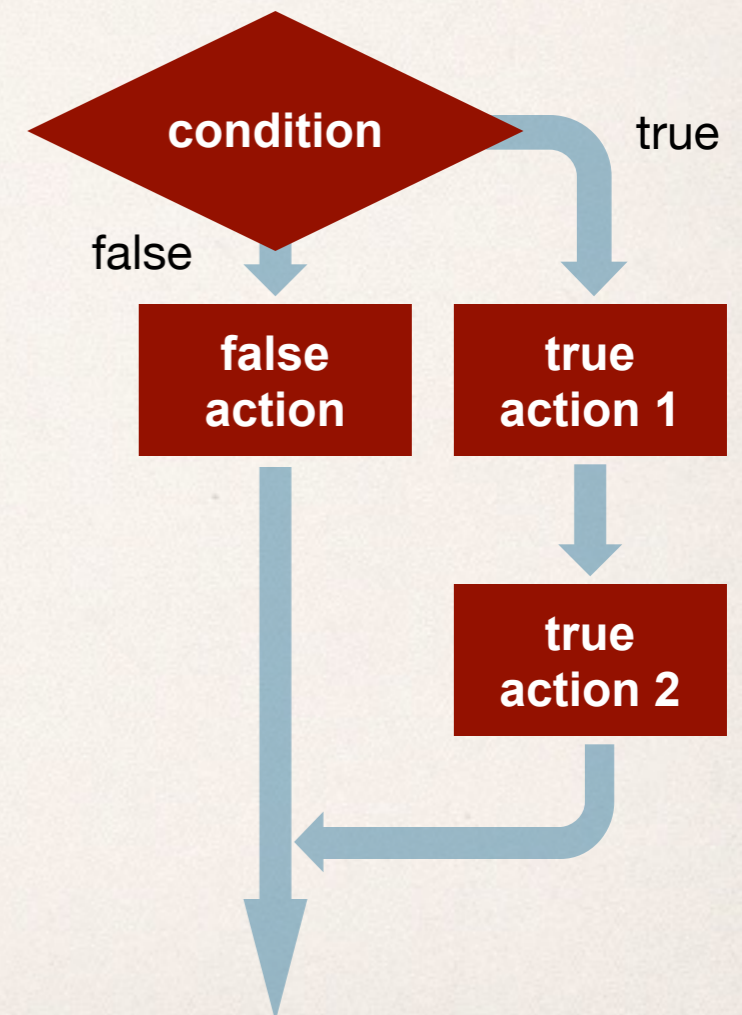 condition
true
false
false
action
true
action 1
true
action 2